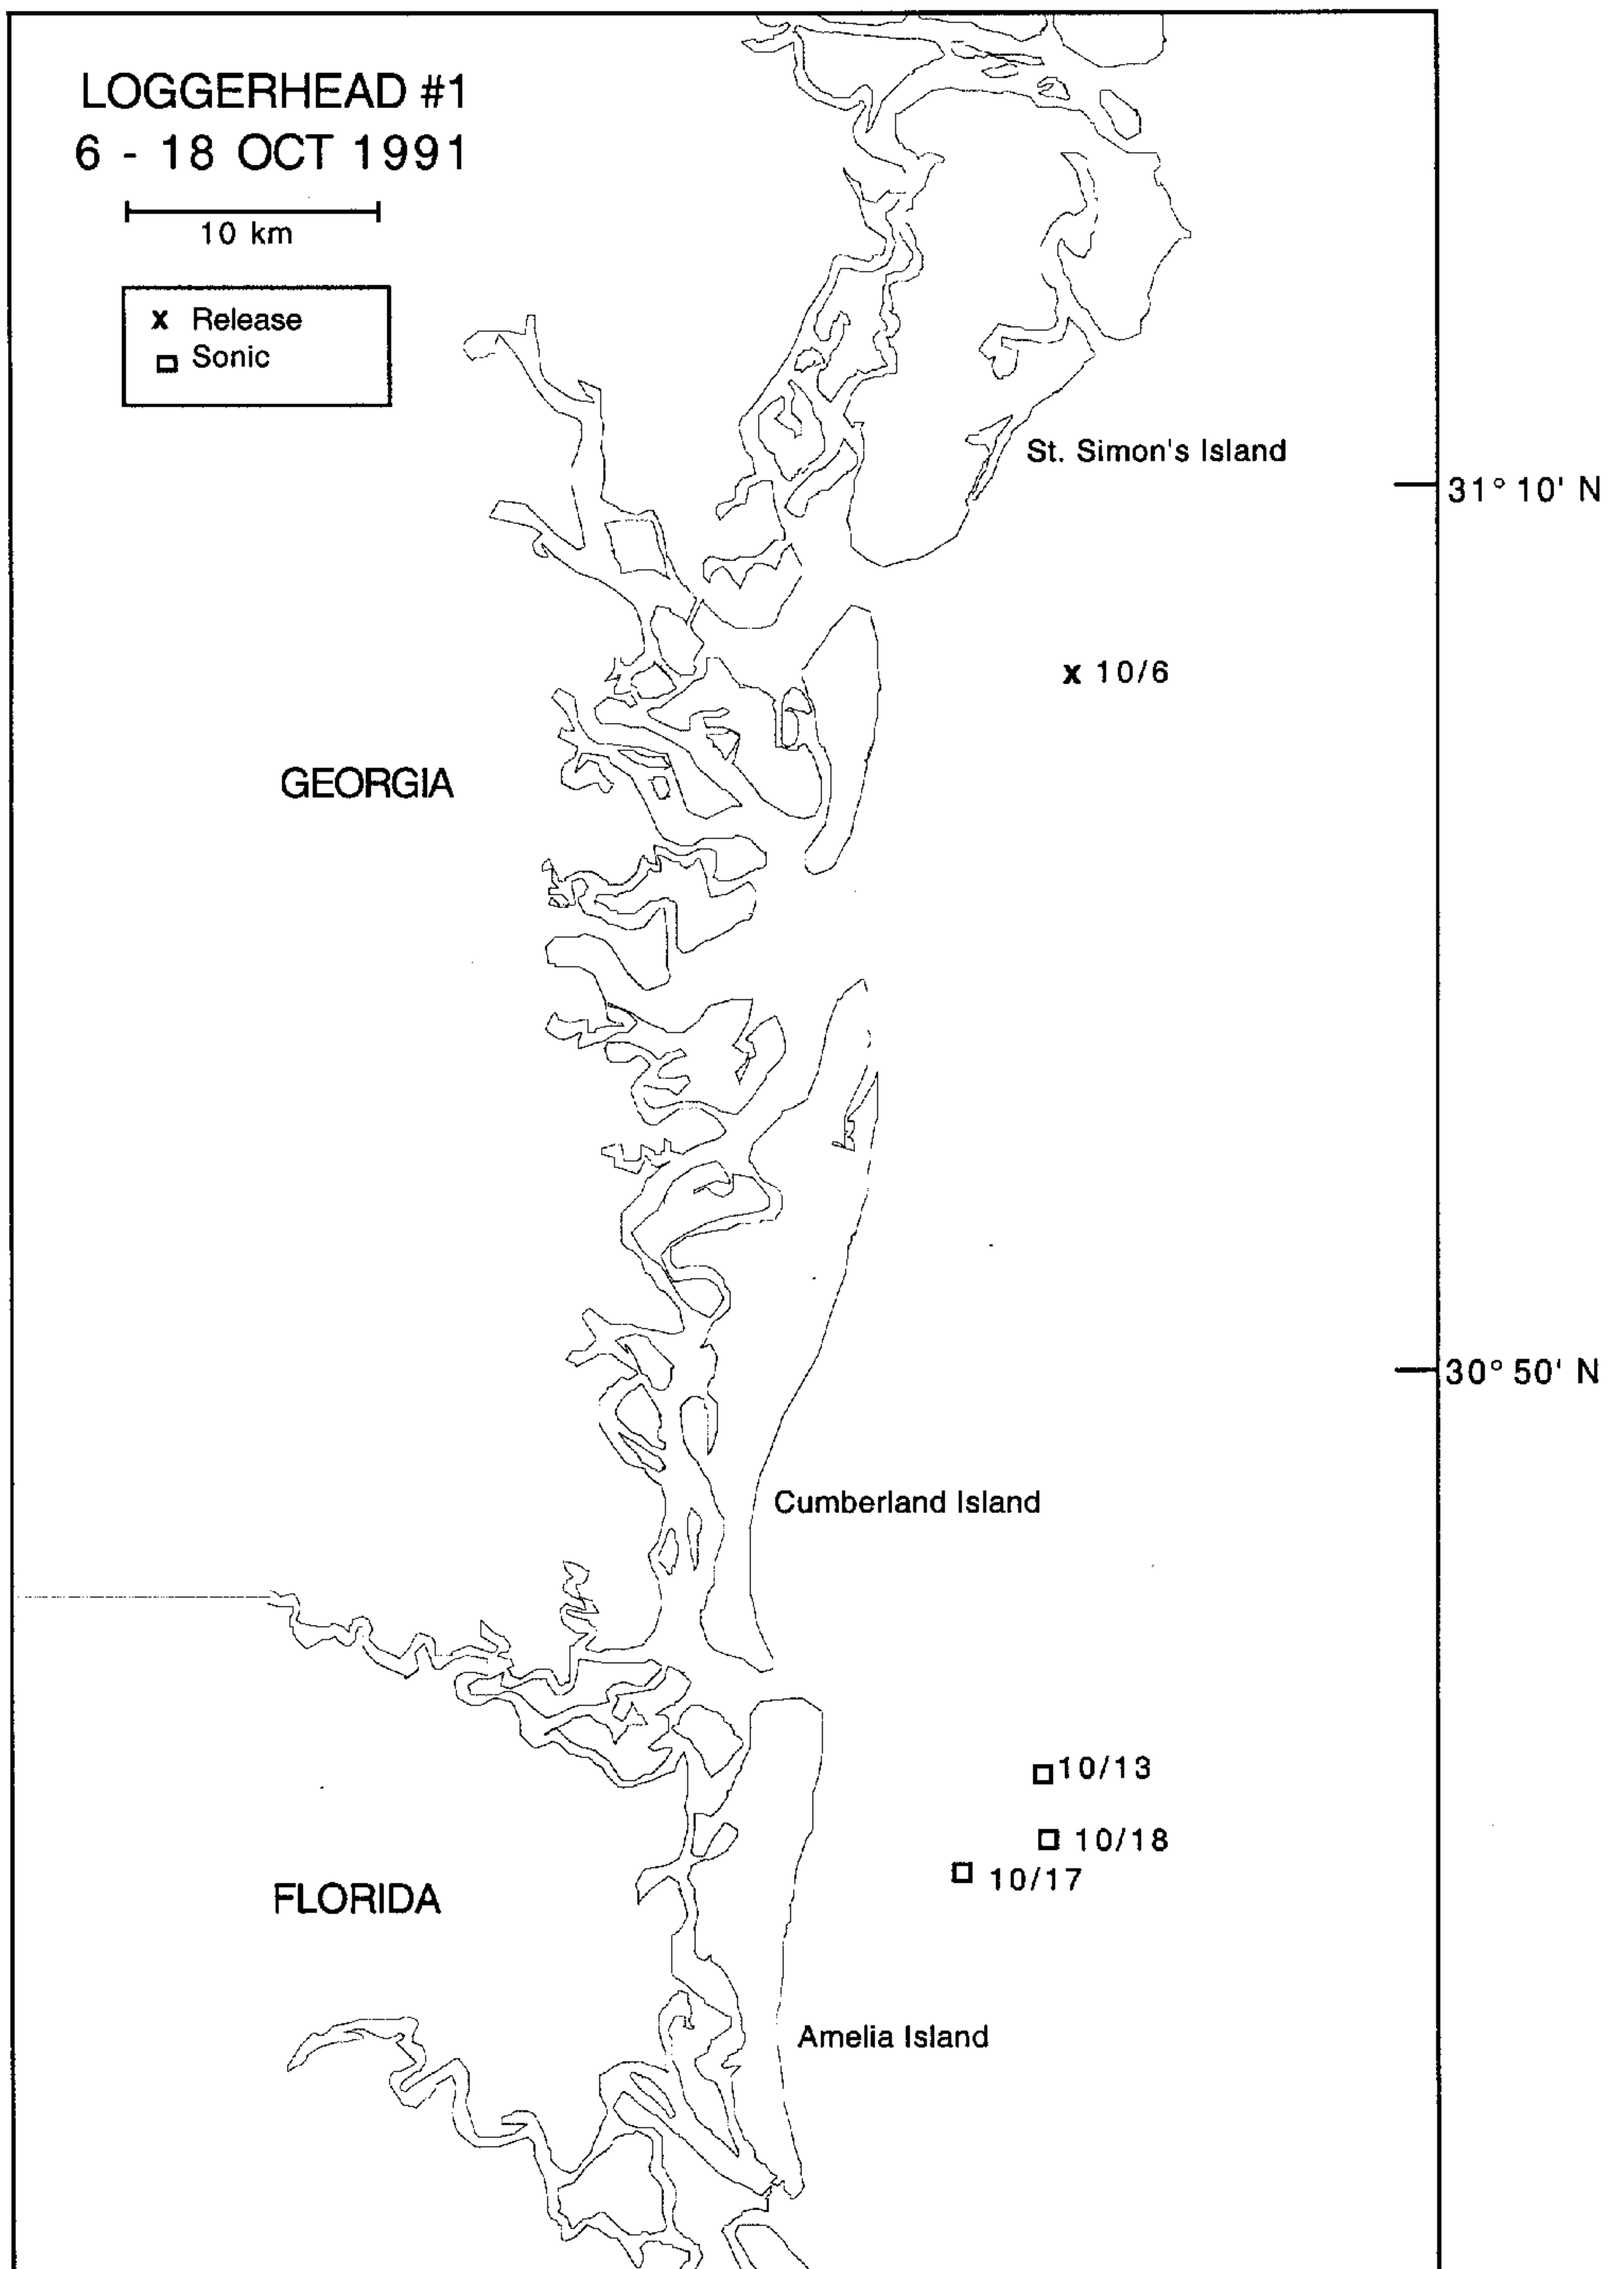 LOGGERHEAD #1
6 - 18 OCT 1991
10 km
x Release
Sonic
St. Simon's Island
31° 10' N
x 10/6
GEORGIA
30° 50' N
Cumberland Island
10/13
10/18
10/17
FLORIDA
Amelia Island